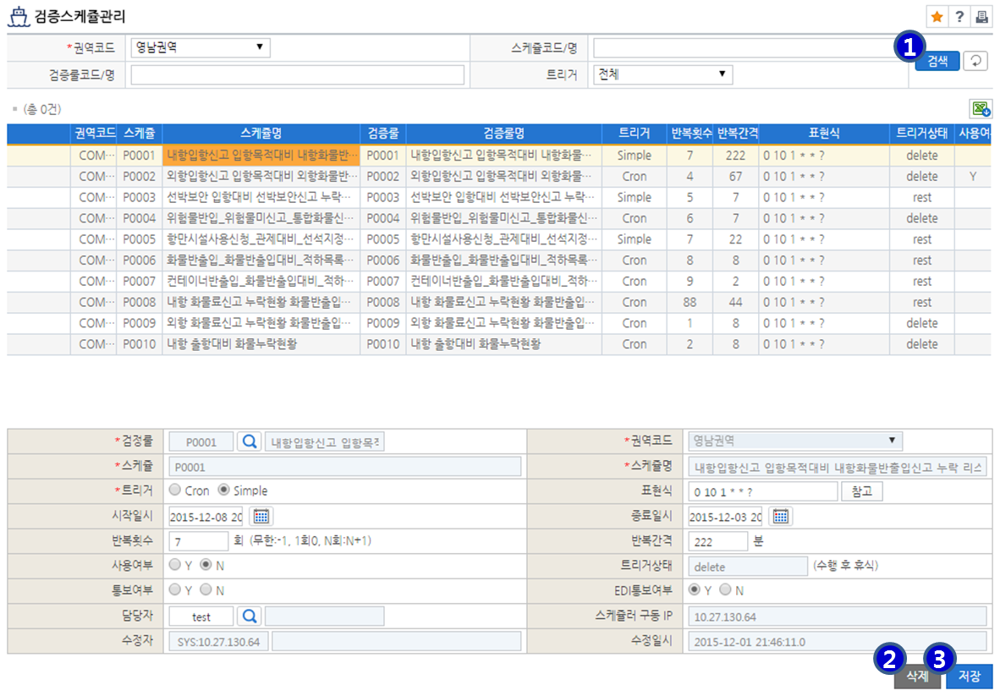 검증스케쥴관리
*권역코드 영남권역 스케쥴코드/명 1 검색
검증룰코드/명 트리거 전체
(총 0건)
권역코드 스케쥴 스케쥴명 검증룰 검증룰명 트리거 반복횟수 반복간격 표현식 트리거상태 사용여
COM··· P0001 내항입항신고 입항목적대비 내항화물반··· P0001 내항입항신고 입항목적대비 내항화물··· Simple 7 222 0 10 1 * * ? delete
COM··· P0002 외항입항신고 입항목적대비 외항화물반··· P0002 외항입항신고 입항목적대비 외항화물··· Cron 4 67 0 10 1 * * ? delete Y
COM··· P0003 선박보안 입항대비 선박보안신고 누락··· P0003 선박보안 입항대비 선박보안신고 누락··· Simple 5 7 0 10 1 * * ? rest
COM··· P0004 위험물반입_위험물미신고_통합화물신··· P0004 위험물반입_위험물미신고_통합화물신··· Cron 6 7 0 10 1 * * ? delete
COM··· P0005 항만시설사용신청_관제대비_선석지정··· P0005 항만시설사용신청_관제대비_선석지정··· Simple 7 22 0 10 1 * * ? rest
COM··· P0006 화물반출입_화물반출입대비_적하목록··· P0006 화물반출입_화물반출입대비_적하목록··· Cron 8 8 0 10 1 * * ? rest
COM··· P0007 컨테이너반출입_화물반출입대비_적하··· P0007 컨테이너반출입_화물반출입대비_적하··· Cron 9 2 0 10 1 * * ? rest
COM··· P0008 내항 화물료신고 누락현황 화물반출입··· P0008 내항 화물료신고 누락현황 화물반출입··· Cron 88 44 0 10 1 * * ? rest
COM··· P0009 외항 화물료신고 누락현황 화물반출입··· P0009 외항 화물료신고 누락현황 화물반출입··· Cron 1 8 0 10 1 * * ? delete
COM··· P0010 내항 출항대비 화물누락현황 P0010 내항 출항대비 화물누락현황 Cron 2 8 0 10 1 * * ? delete
*검정룰 P0001 내항입항신고 입항목적 *권역코드 영남권역
*스케쥴 P0001 *스케쥴명 내항입항신고 입항목적대비 내항화물반출입신고 누락 리스
*트리거 Cron Simple 표현식 0 10 1 * * ? 참고
시작일시 2015-12-08 20 종료일시 2015-12-03 20
반복횟수 7 회 (무한:-1, 1회0, N회:N+1) 반복간격 222 분
사용여부 Y N 트리거상태 delete (수행 후 휴식)
통보여부 Y N EDI통보여부 Y N
담당자 test 스케쥴러 구동 IP 10.27.130.64
수정자 SYS:10.27.130.64 수정일시 2015-12-01 21:46:11.0
2 삭제 3 저장